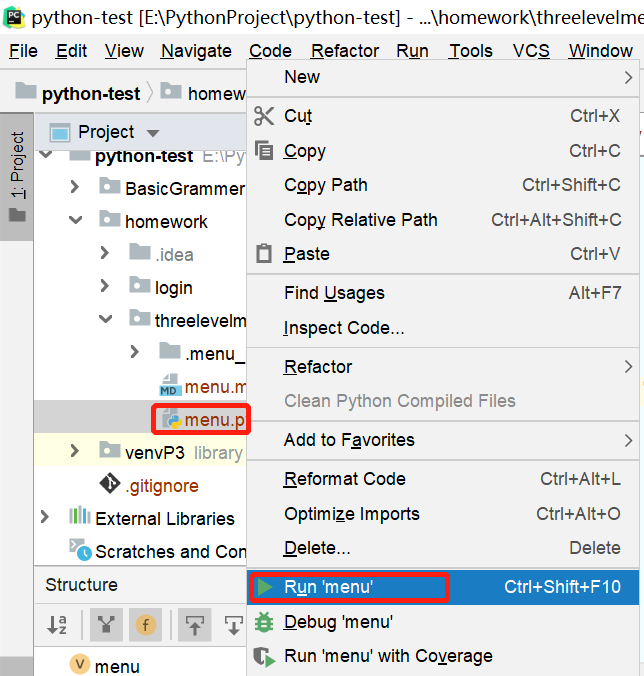 python-test [E:\PythonProject\python-test] - ...\homework\threelevelme
File Edit View Navigate Code Refactor Run Tools VCS Window
python-test homew
1: Project
Project
python-test E:\Py
BasicGrammer
homework
.idea
login
threelevelm
.menu_
menu.m
menu.p
venvP3 library
.gitignore
External Libraries
Scratches and Con
Structure
menu
New
Cut Ctrl+X
Copy Ctrl+C
Copy Path Ctrl+Shift+C
Copy Relative Path Ctrl+Alt+Shift+C
Paste Ctrl+V
Find Usages Alt+F7
Inspect Code...
Refactor
Clean Python Compiled Files
Add to Favorites
Reformat Code Ctrl+Alt+L
Optimize Imports Ctrl+Alt+O
Delete... Delete
Run 'menu' Ctrl+Shift+F10
Debug 'menu'
Run 'menu' with Coverage